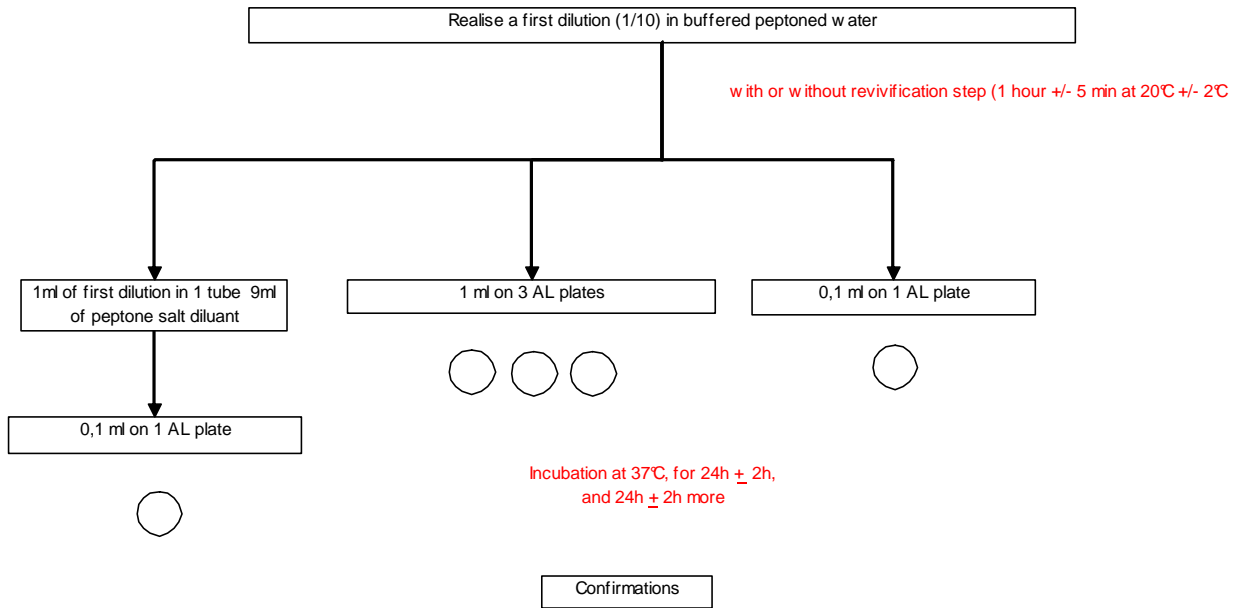 Realise a first dilution (1/10) in buffered peptoned water
with or without revivification step (1 hour +/- 5 min at 20°C +/- 2°C
1ml of first dilution in 1 tube 9ml
of peptone salt diluant
1 ml on 3 AL plates
0,1 ml on 1 AL plate
0,1 ml on 1 AL plate
Incubation at 37°C, for 24h + 2h,
and 24h + 2h more
Confirmations